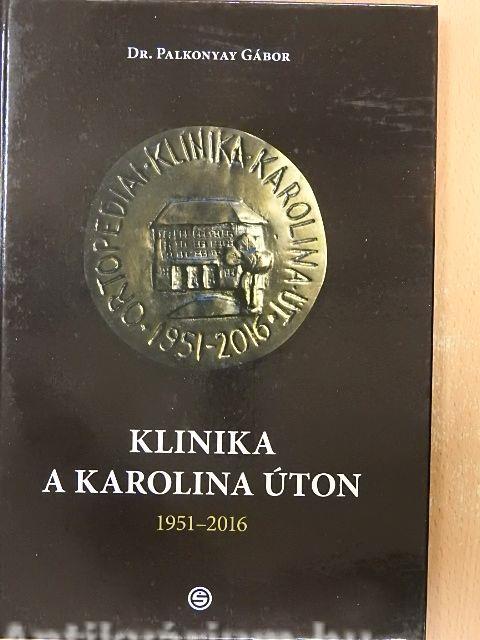 DR. PALKONYAY GÁBOR
ORTOPÉDIAI·KLINIKA·KAROLINA·ÚT·
1951-2016
KLINIKA
A KAROLINA ÚTON
1951–2016
S